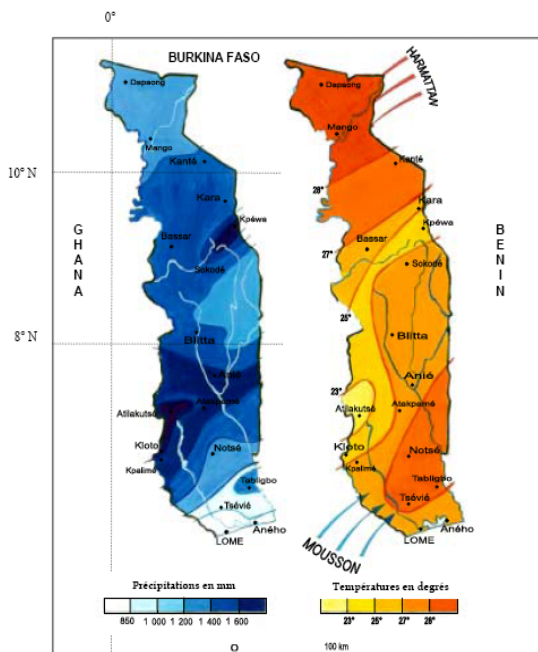 0°
BURKINA FASO
HARMATTAN
Dapaong
Dapaong
Mango
Mango
10° N
Kanté
Kanté
28°
Kara
Kara
Kpéwa
Kpéwa
GHANA
BENIN
Bassar
Bassar
27°
Sokodé
Sokodé
25°
8° N
Blitta
Blitta
Anié
Anié
23°
Atakpamé
Atakpamé
Atilakutsé
Atilakutsé
Kloto
Kloto
Notsé
Notsé
Kpalimé
Kpalimé
Tabligbo
Tabligbo
Tsévié
Tsévié
Aného
Aného
LOME
LOME
MOUSSON
Précipitations en mm
Températures en degrés
850 1 000 1 200 1 400 1 600
23° 25° 27° 28°
O
100 km